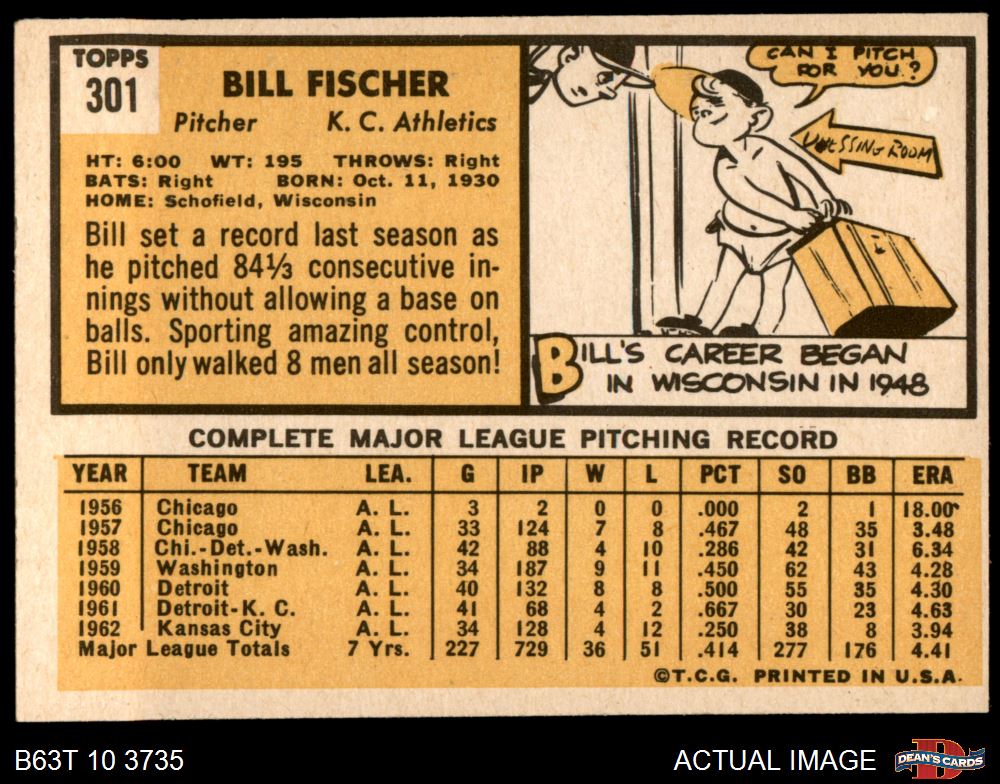 TOPPS
301
BILL FISCHER
Pitcher K. C. Athletics
HT: 6:00 WT: 195 THROWS: Right
BATS: Right BORN: Oct. 11, 1930
HOME: Schofield, Wisconsin
Bill set a record last season as
he pitched 84⅓ consecutive in-
nings without allowing a base on
balls. Sporting amazing control,
Bill only walked 8 men all season!
CAN I PITCH
FOR YOU?
DRESSING ROOM
BILL'S CAREER BEGAN
IN WISCONSIN IN 1948
COMPLETE MAJOR LEAGUE PITCHING RECORD
YEAR TEAM LEA. G IP W L PCT SO BB ERA
1956 Chicago A. L. 3 2 0 0 .000 2 1 18.00
1957 Chicago A. L. 33 124 7 8 .467 48 35 3.48
1958 Chi.-Det.-Wash. A. L. 42 88 4 10 .286 42 31 6.34
1959 Washington A. L. 34 187 9 11 .450 62 43 4.28
1960 Detroit A. L. 40 132 8 8 .500 55 35 4.30
1961 Detroit-K. C. A. L. 41 68 4 2 .667 30 23 4.63
1962 Kansas City A. L. 34 128 4 12 .250 38 8 3.94
Major League Totals 7 Yrs. 227 729 36 51 .414 277 176 4.41
©T.C.G. PRINTED IN U.S.A.
B63T 10 3735 ACTUAL IMAGE
DEAN'S CARDS